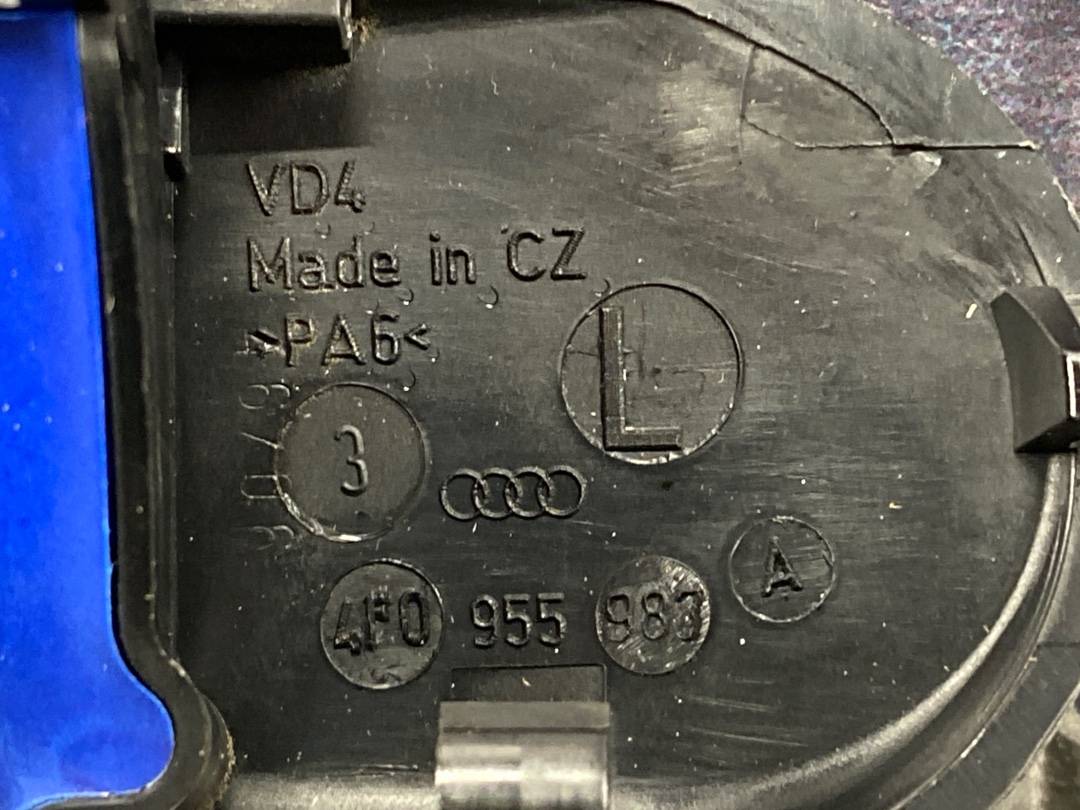 VD4
Made in CZ
>PA6<
L
3
4F0 955 983
A